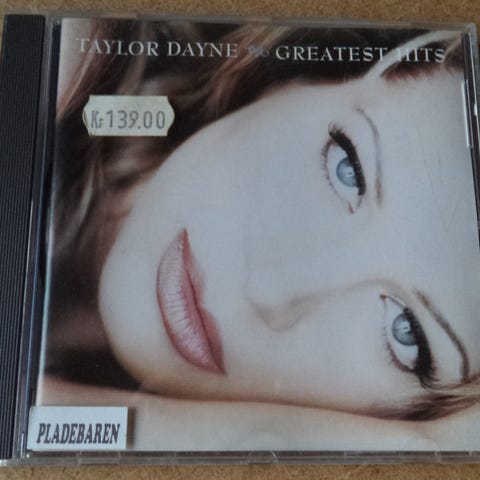 TAYLOR DAYNE GREATEST HITS
Kr 139.00
PLADEBAREN